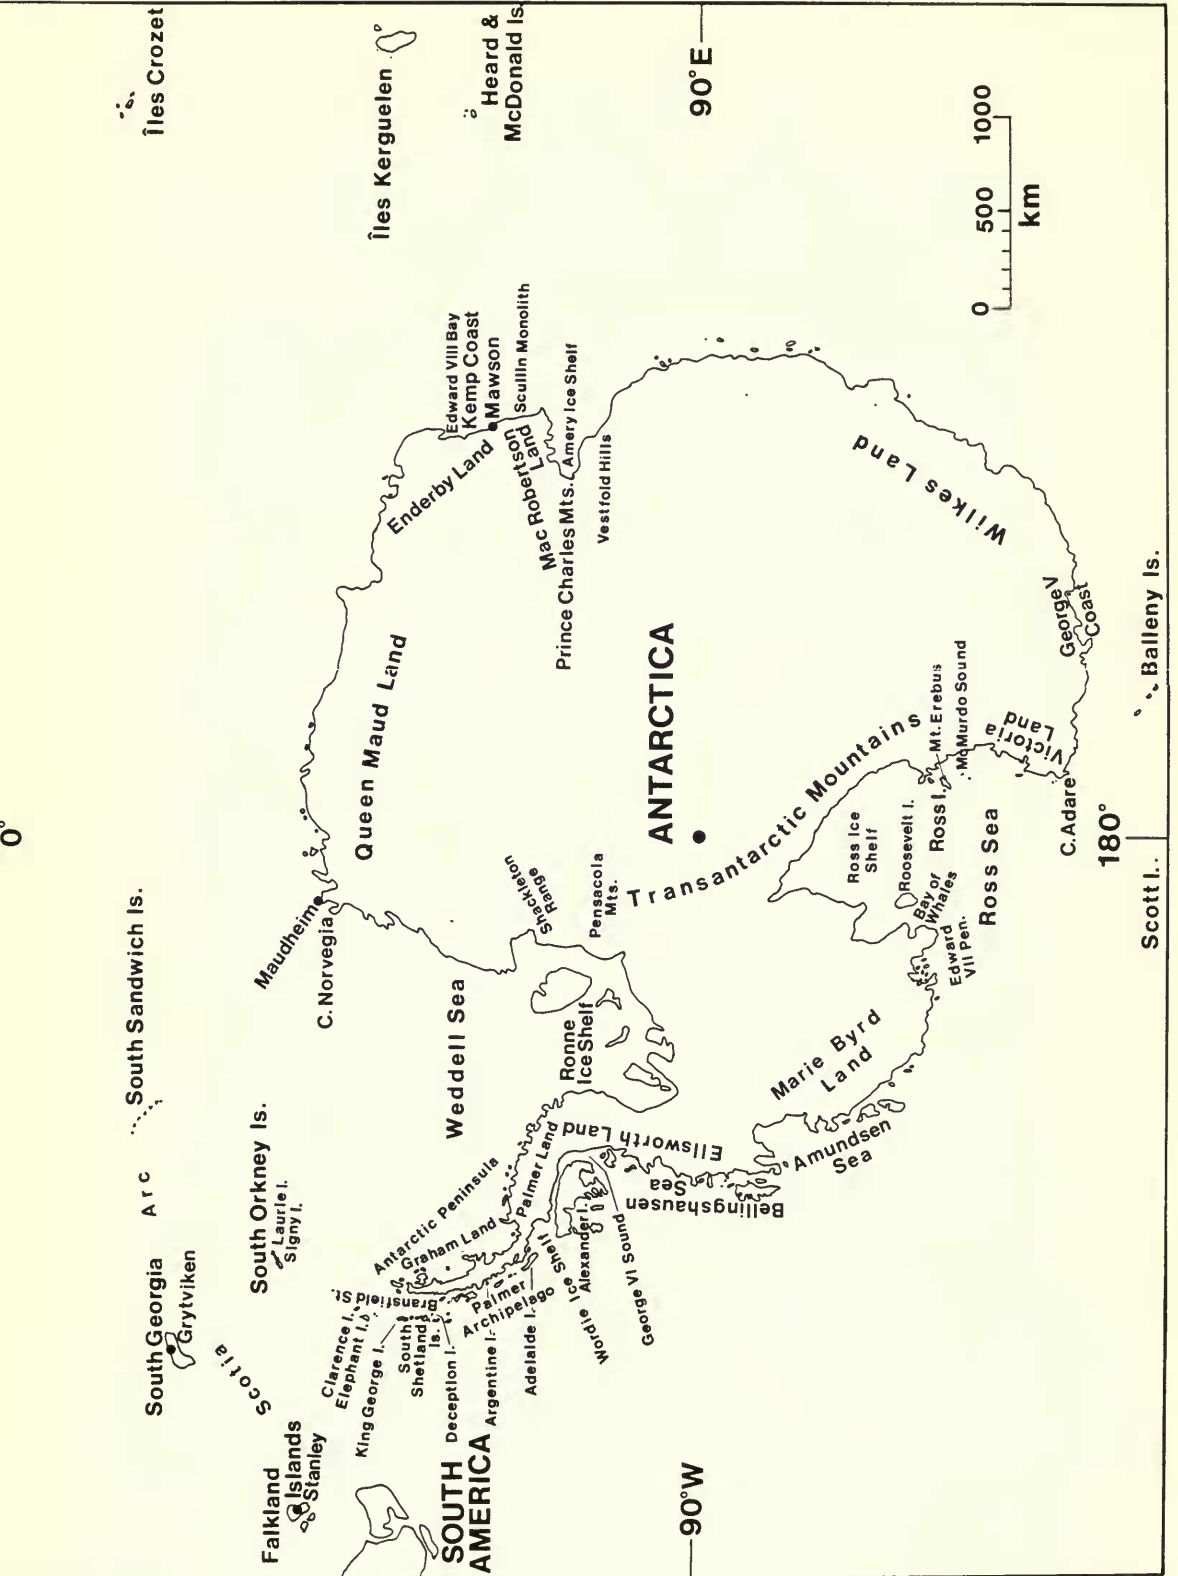 0°
Îles Crozet
Îles Kerguelen
Heard &
McDonald Is.
90°E
0 500 1000
km
South Sandwich Is.
Arc
Scotia
South Georgia
Grytviken
South Orkney Is.
Laurie I.
Signy I.
Falkland
Islands
Stanley
SOUTH
AMERICA
90°W
Maudheim
C. Norvegia
Weddell Sea
Queen Maud Land
Enderby Land
Edward VIII Bay
Kemp Coast
Mawson
Scullin Monolith
Mac Robertson
Land
Amery Ice Shelf
Prince Charles Mts.
Vestfold Hills
ANTARCTICA
Wilkes Land
George V
Coast
Balleny Is.
Shackleton
Range
Pensacola
Mts.
Transantarctic Mountains
Ronne
Ice Shelf
Ross Ice
Shelf
Roosevelt I.
Ross I.
Mt. Erebus
McMurdo Sound
Victoria
Land
C. Adare
180°
Scott I.
Ross Sea
Bay of
Whales
Edward
VII Pen.
Marie Byrd
Land
Amundsen
Sea
Ellsworth Land
Bellingshausen
Sea
Palmer Land
Antarctic Peninsula
Graham Land
Bransfield St.
Clarence I.
Elephant I.
King George I.
South
Shetland
Is.
Deception I.
Argentine I.
Palmer
Archipelago
Adelaide I.
Wordie Ice Shelf
Alexander I.
George VI Sound